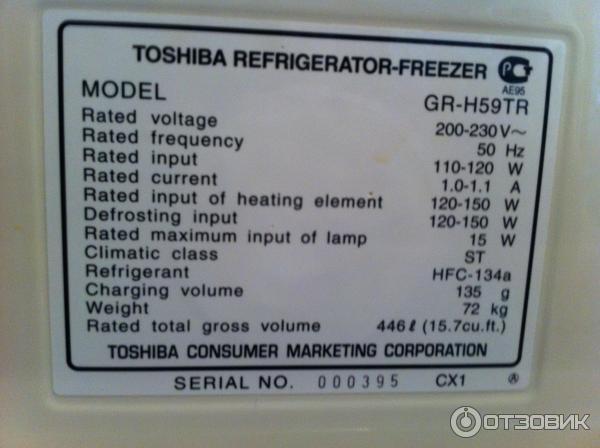 TOSHIBA REFRIGERATOR-FREEZER
AE95
MODEL GR-H59TR
Rated voltage 200-230V~
Rated frequency 50 Hz
Rated input 110-120 W
Rated current 1.0-1.1 A
Rated input of heating element 120-150 W
Defrosting input 120-150 W
Rated maximum input of lamp 15 W
Climatic class ST
Refrigerant HFC-134a
Charging volume 135 g
Weight 72 kg
Rated total gross volume 446ℓ (15.7cu.ft.)
TOSHIBA CONSUMER MARKETING CORPORATION
SERIAL NO. 000395 CX1 Ⓐ
ОТЗОВИК